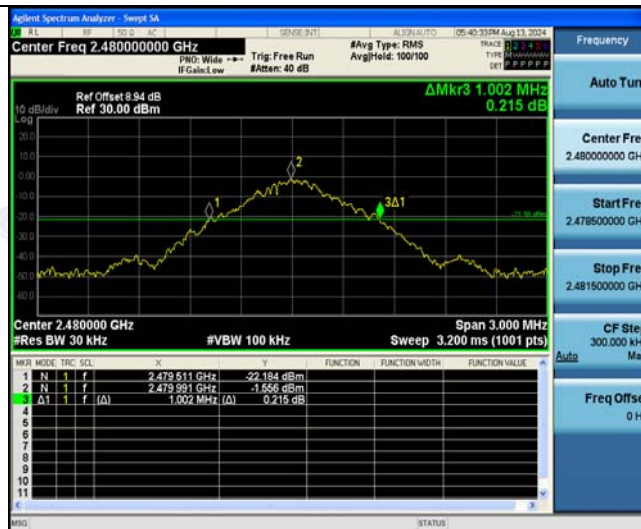 Agilent Spectrum Analyzer - Swept SA
RL RF 50 Ω AC SENSE:INT ALIGNAUTO 05:40:33PM Aug 13, 2024
Center Freq 2.480000000 GHz
PNO: Wide
IFGain:Low
Trig: Free Run
#Atten: 40 dB
#Avg Type: RMS
Avg|Hold: 100/100
TRACE 1 2 3 4 5 6
TYPE M
DET P P P P P P
Ref Offset 8.94 dB
Ref 30.00 dBm
10 dB/div
Log
ΔMkr3 1.002 MHz
0.215 dB
20.0
10.0
0.00
-10.0
-20.0
-30.0
-40.0
-50.0
-60.0
1
2
3Δ1
Center 2.480000 GHz
#Res BW 30 kHz
#VBW 100 kHz
Span 3.000 MHz
Sweep 3.200 ms (1001 pts)
MKR MODE TRC SCL X Y FUNCTION FUNCTION WIDTH FUNCTION VALUE
1 N 1 f 2.479 511 GHz -22.184 dBm
2 N 1 f 2.479 991 GHz -1.556 dBm
3 Δ1 1 f (Δ) 1.002 MHz (Δ) 0.215 dB
4
5
6
7
8
9
10
11
MSG
STATUS
Frequency
Auto Tun
Center Fre
2.480000000 GH
Start Fre
2.478500000 GH
Stop Fre
2.481500000 GH
CF Ste
300.000 kH
Auto Ma
Freq Offse
0 H